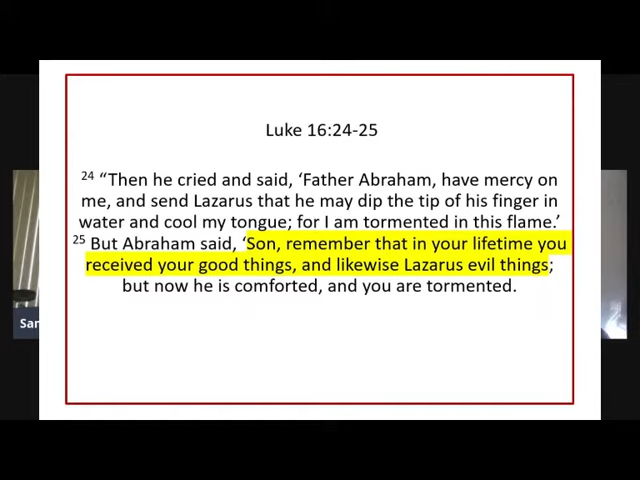 Luke 16:24-25
24 “Then he cried and said, ‘Father Abraham, have mercy on
me, and send Lazarus that he may dip the tip of his finger in
water and cool my tongue; for I am tormented in this flame.’
25 But Abraham said, ‘Son, remember that in your lifetime you
received your good things, and likewise Lazarus evil things;
but now he is comforted, and you are tormented.